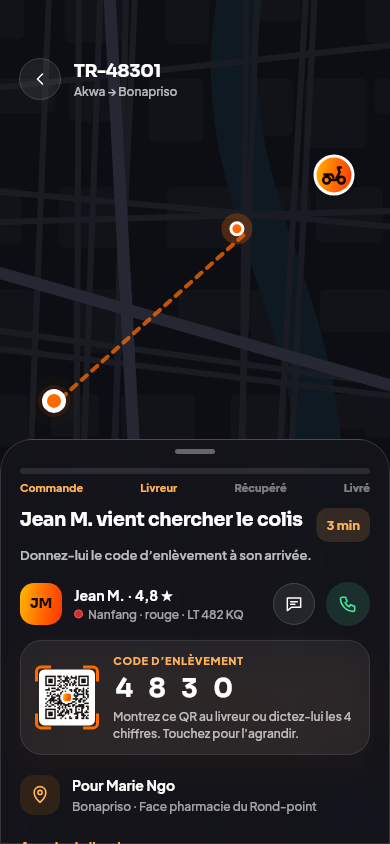 TR-48301
Akwa → Bonapriso
Commande
Livreur
Récupéré
Livré
Jean M. vient chercher le colis
3 min
Donnez-lui le code d'enlèvement à son arrivée.
JM
Jean M. · 4,8 ★
Nanfang · rouge · LT 482 KQ
CODE D'ENLÈVEMENT
4 8 3 0
Montrez ce QR au livreur ou dictez-lui les 4
chiffres. Touchez pour l'agrandir.
Pour Marie Ngo
Bonapriso · Face pharmacie du Rond-point